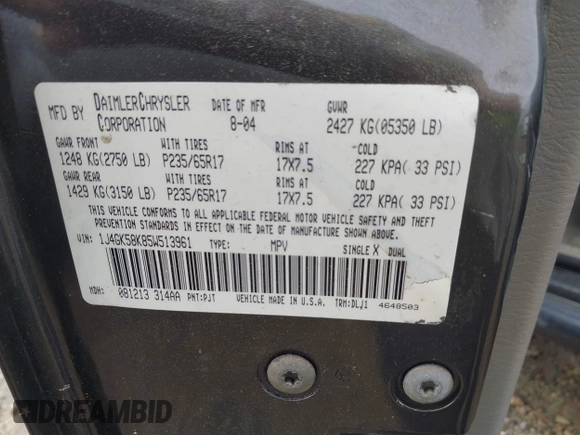 MFD BY DAIMLERCHRYSLER CORPORATION DATE OF MFR 8-04 GVWR 2427 KG(05350 LB)
GAWR FRONT WITH TIRES RIMS AT -COLD
1248 KG(2750 LB) P235/65R17 17X7.5 227 KPA( 33 PSI)
GAWR REAR WITH TIRES RIMS AT COLD
1429 KG(3150 LB) P235/65R17 17X7.5 227 KPA( 33 PSI)
THIS VEHICLE CONFORMS TO ALL APPLICABLE FEDERAL MOTOR VEHICLE SAFETY AND THEFT
PREVENTION STANDARDS IN EFFECT ON THE DATE OF MANUFACTURE SHOWN ABOVE.
VIN: 1J4GK58K85W513961 TYPE: MPV SINGLE X DUAL
MDH: 081213 314AA PNT:PJT VEHICLE MADE IN U.S.A. TRM:DLJ1 4648503
DREAMBID